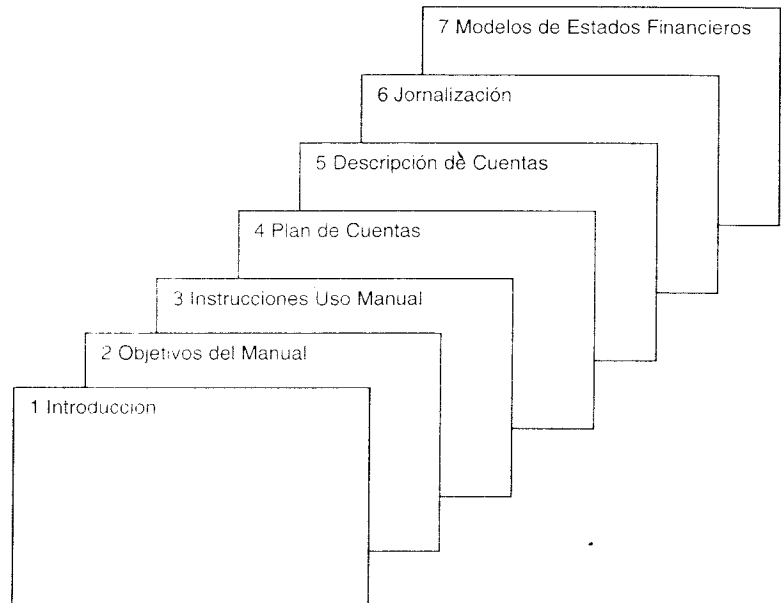 7 Modelos de Estados Financieros
6 Jornalización
5 Descripción de Cuentas
4 Plan de Cuentas
3 Instrucciones Uso Manual
2 Objetivos del Manual
1 Introduccion